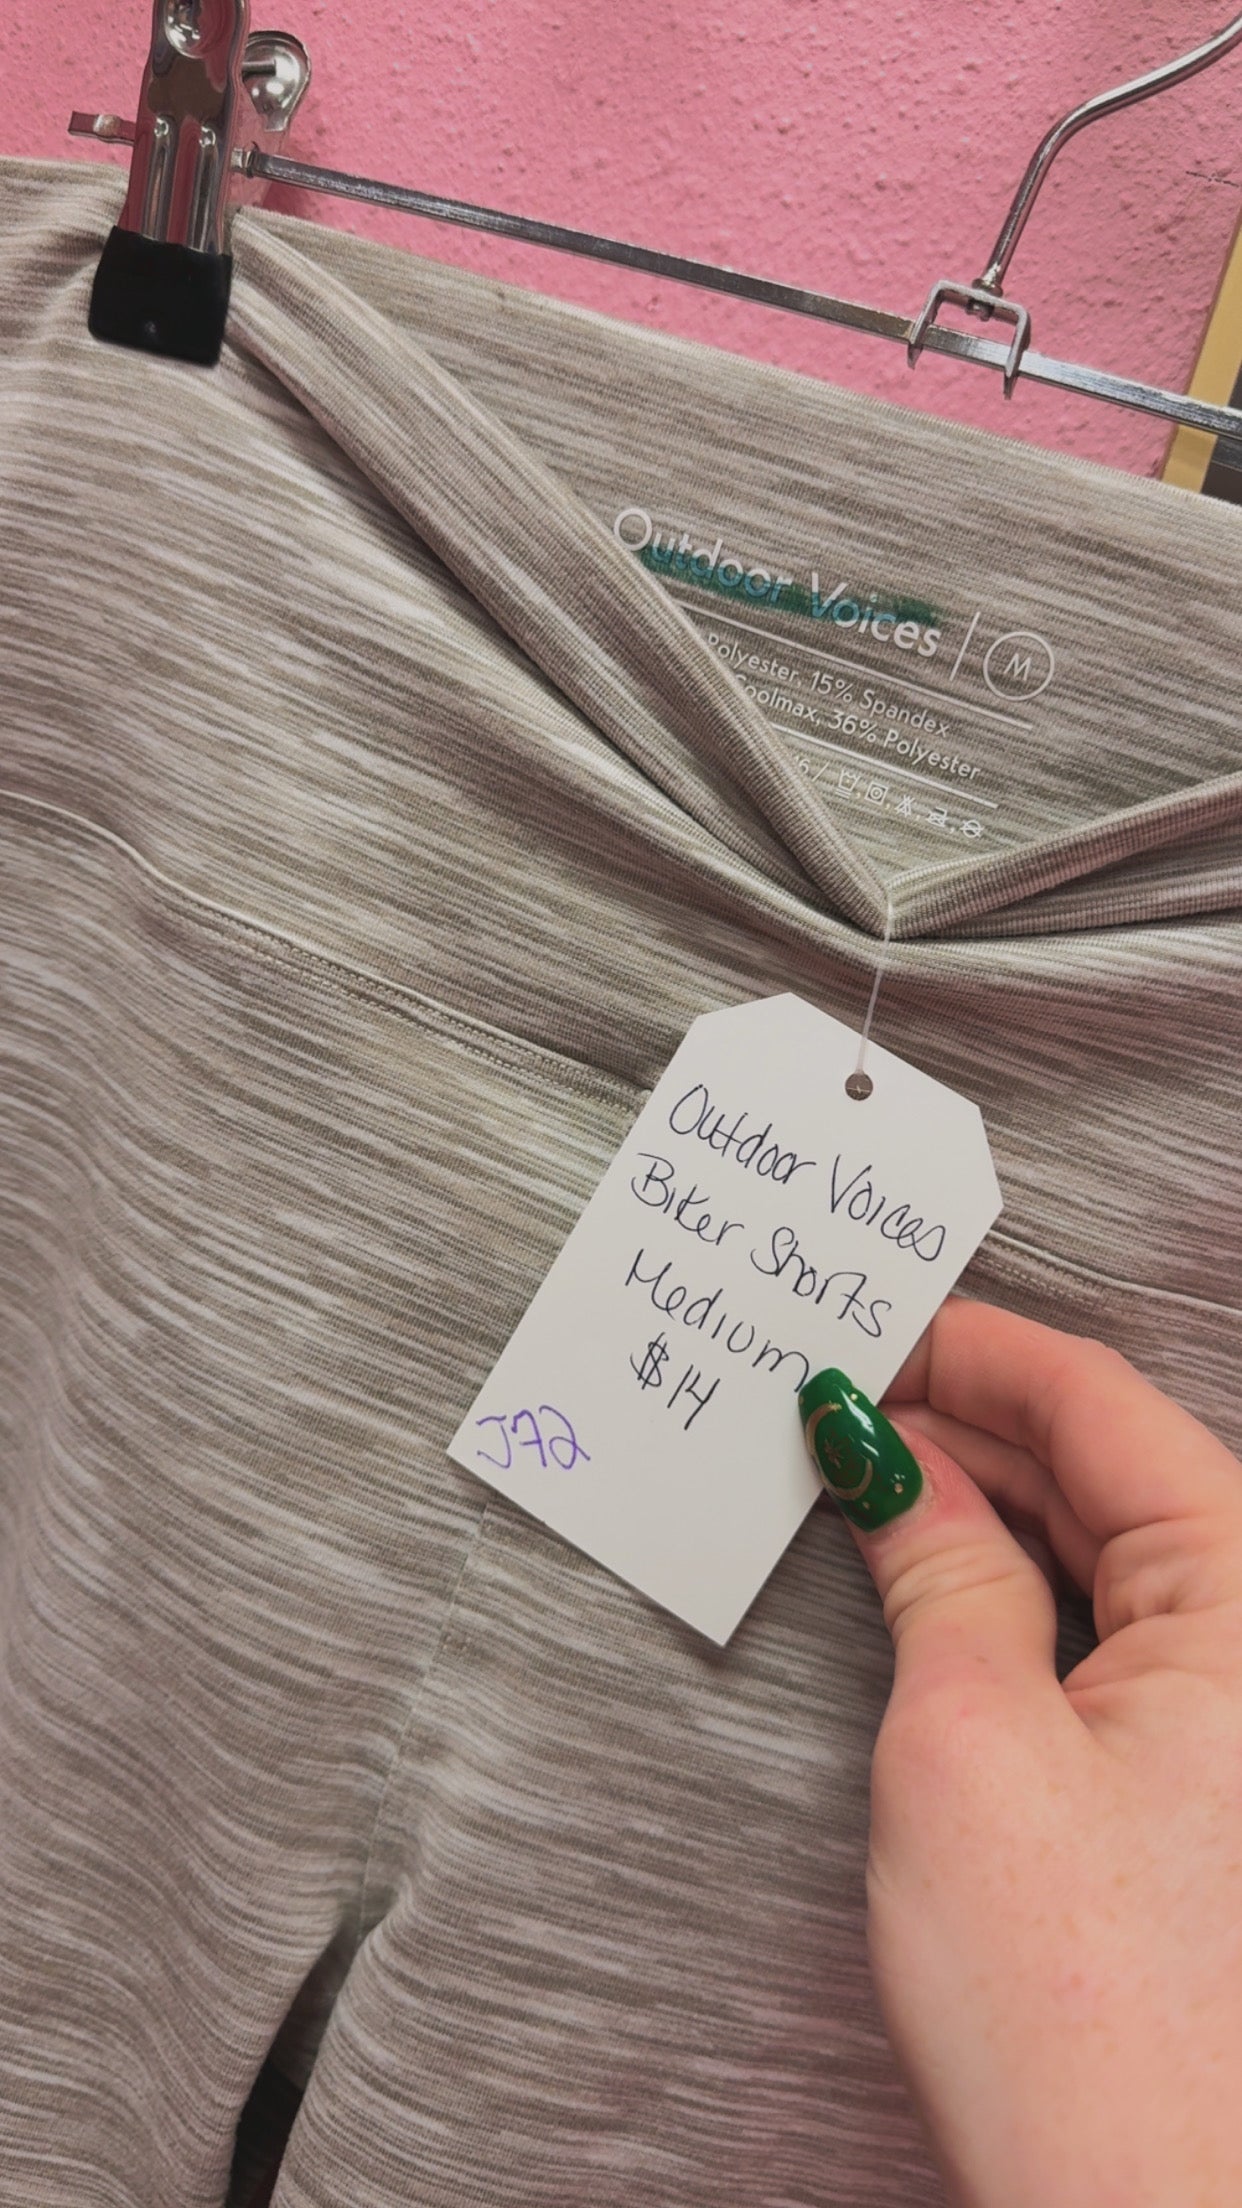 Outdoor Voices | M
Polyester, 15% Spandex
Coolmax, 36% Polyester
Outdoor Voices
Biker Shorts
Medium
$14
J72